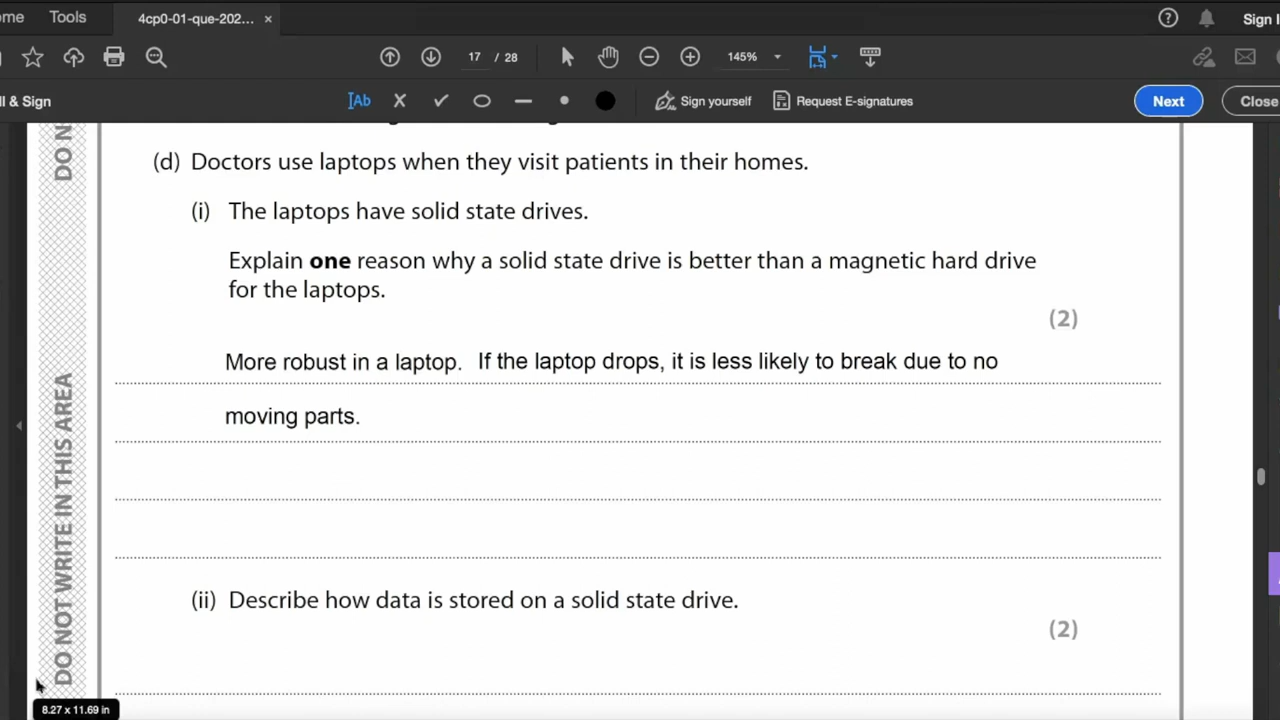 ome Tools 4cp0-01-que-202... × Sign I
17 / 28 145%
ll & Sign Ab Sign yourself Request E-signatures Next Close
(d) Doctors use laptops when they visit patients in their homes.
(i) The laptops have solid state drives.
Explain one reason why a solid state drive is better than a magnetic hard drive
for the laptops.
(2)
More robust in a laptop. If the laptop drops, it is less likely to break due to no
moving parts.
(ii) Describe how data is stored on a solid state drive.
(2)
DO N
DO NOT WRITE IN THIS AREA
8.27 x 11.69 in